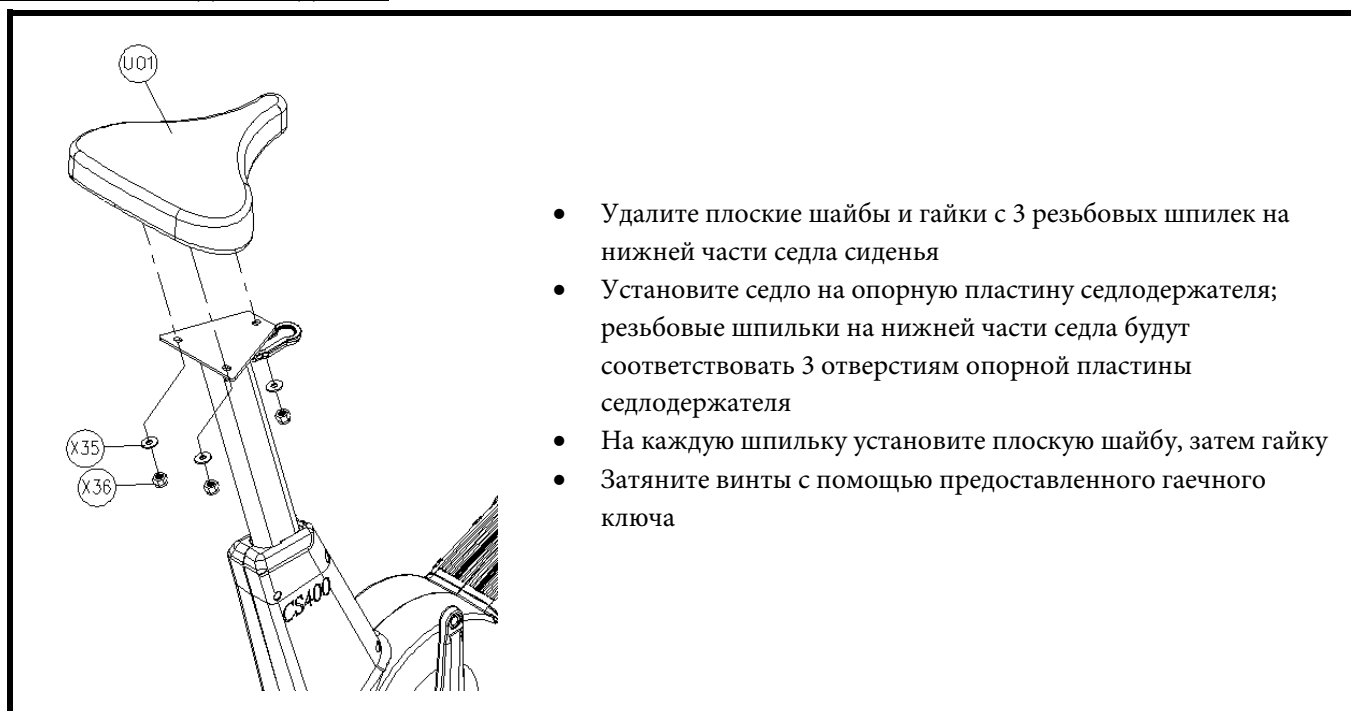 U01
X35
X36
CS400
• Удалите плоские шайбы и гайки с 3 резьбовых шпилек на
нижней части седла сиденья
• Установите седло на опорную пластину седлодержателя;
резьбовые шпильки на нижней части седла будут
соответствовать 3 отверстиям опорной пластины
седлодержателя
• На каждую шпильку установите плоскую шайбу, затем гайку
• Затяните винты с помощью предоставленного гаечного
ключа